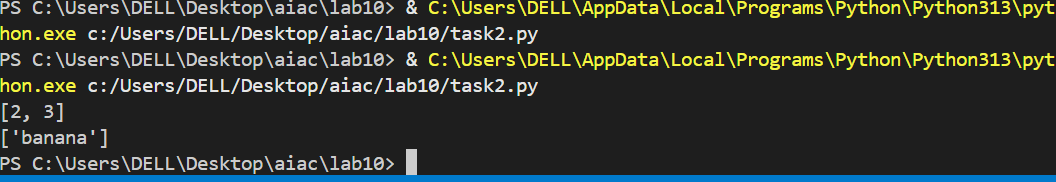 PS C:\Users\DELL\Desktop\aiac\lab10> & C:\Users\DELL\AppData\Local\Programs\Python\Python313\pyt
hon.exe c:/Users/DELL/Desktop/aiac/lab10/task2.py
PS C:\Users\DELL\Desktop\aiac\lab10> & C:\Users\DELL\AppData\Local\Programs\Python\Python313\pyt
hon.exe c:/Users/DELL/Desktop/aiac/lab10/task2.py
[2, 3]
['banana']
PS C:\Users\DELL\Desktop\aiac\lab10>